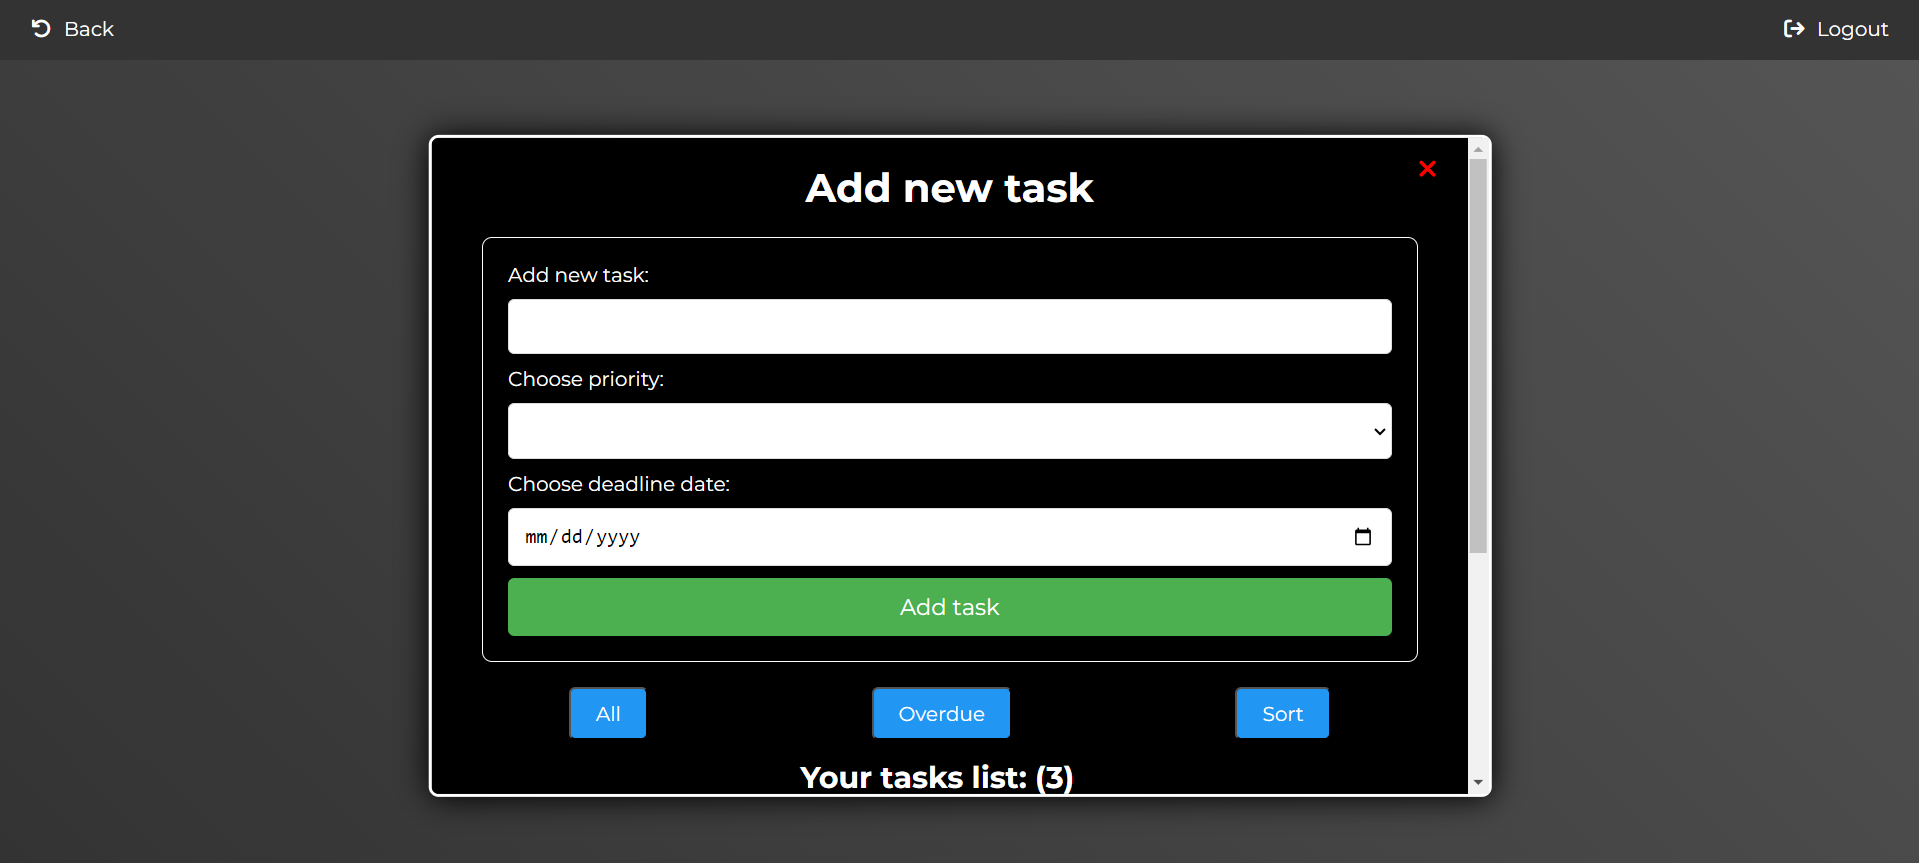 Back
Logout
Add new task
Add new task:
Choose priority:
Choose deadline date:
mm/dd/yyyy
Add task
All
Overdue
Sort
Your tasks list: (3)